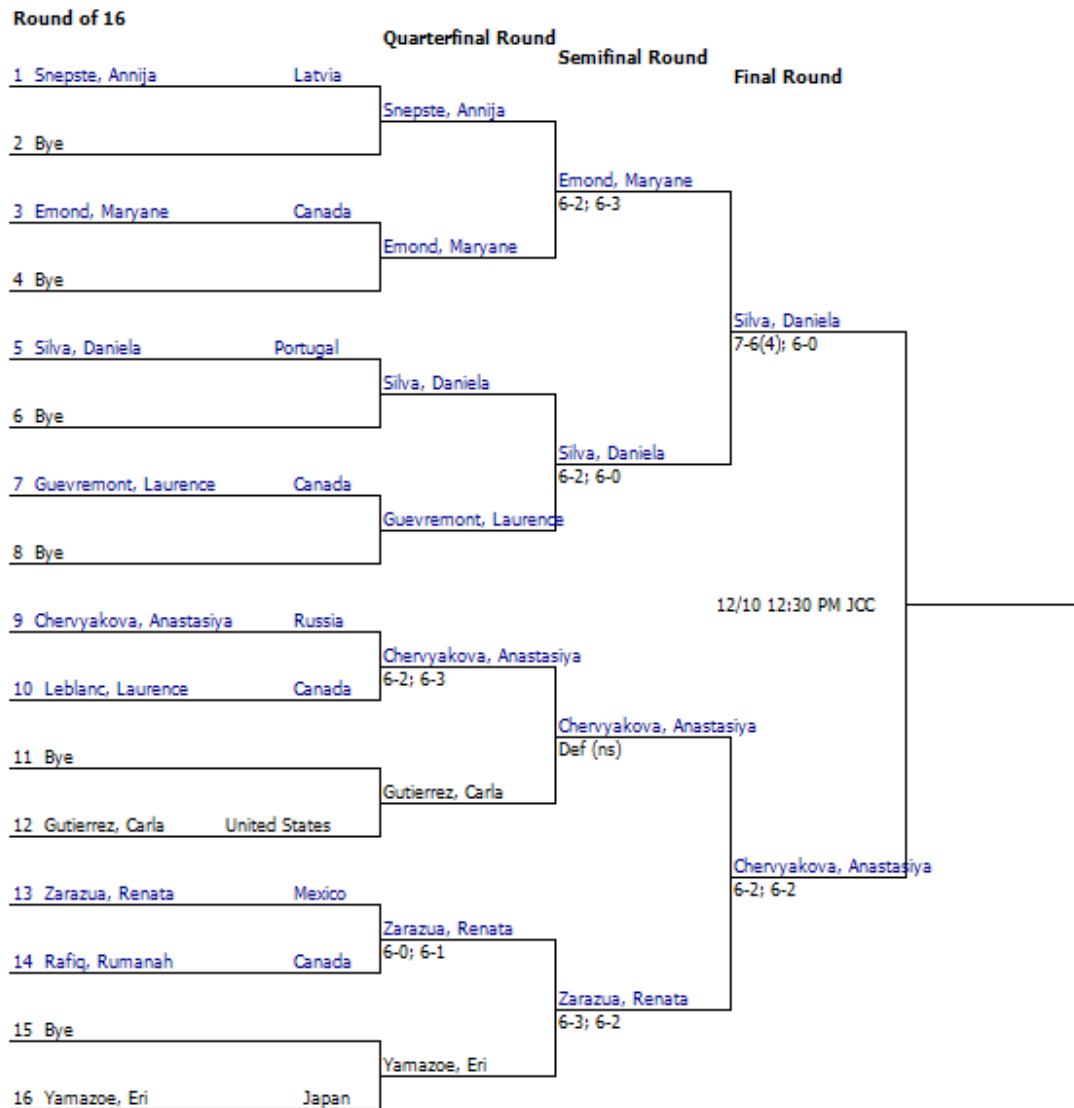 Round of 16
Quarterfinal Round
Semifinal Round
Final Round
1 Snepste, Annija Latvia
Snepste, Annija
2 Bye
Emond, Maryane
6-2; 6-3
3 Emond, Maryane Canada
Emond, Maryane
4 Bye
Silva, Daniela
7-6(4); 6-0
5 Silva, Daniela Portugal
Silva, Daniela
6 Bye
Silva, Daniela
6-2; 6-0
7 Guevremont, Laurence Canada
Guevremont, Laurence
8 Bye
12/10 12:30 PM JCC
9 Chervyakova, Anastasiya Russia
Chervyakova, Anastasiya
6-2; 6-3
10 Leblanc, Laurence Canada
Chervyakova, Anastasiya
Def (ns)
11 Bye
Gutierrez, Carla
12 Gutierrez, Carla United States
Chervyakova, Anastasiya
6-2; 6-2
13 Zarazua, Renata Mexico
Zarazua, Renata
6-0; 6-1
14 Rafiq, Rumanah Canada
Zarazua, Renata
6-3; 6-2
15 Bye
Yamazoe, Eri
16 Yamazoe, Eri Japan